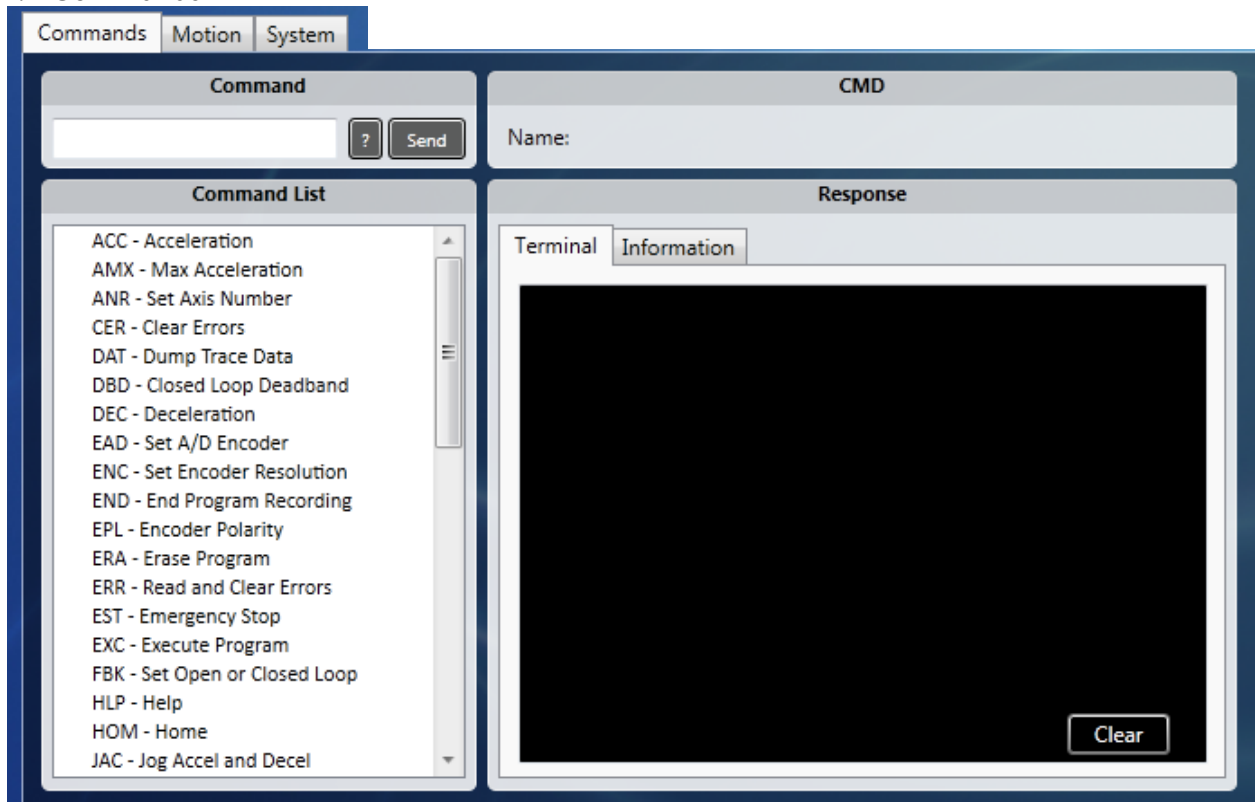 Commands Motion System
Command
? Send
CMD
Name:
Command List
ACC - Acceleration
AMX - Max Acceleration
ANR - Set Axis Number
CER - Clear Errors
DAT - Dump Trace Data
DBD - Closed Loop Deadband
DEC - Deceleration
EAD - Set A/D Encoder
ENC - Set Encoder Resolution
END - End Program Recording
EPL - Encoder Polarity
ERA - Erase Program
ERR - Read and Clear Errors
EST - Emergency Stop
EXC - Execute Program
FBK - Set Open or Closed Loop
HLP - Help
HOM - Home
JAC - Jog Accel and Decel
Response
Terminal Information
Clear